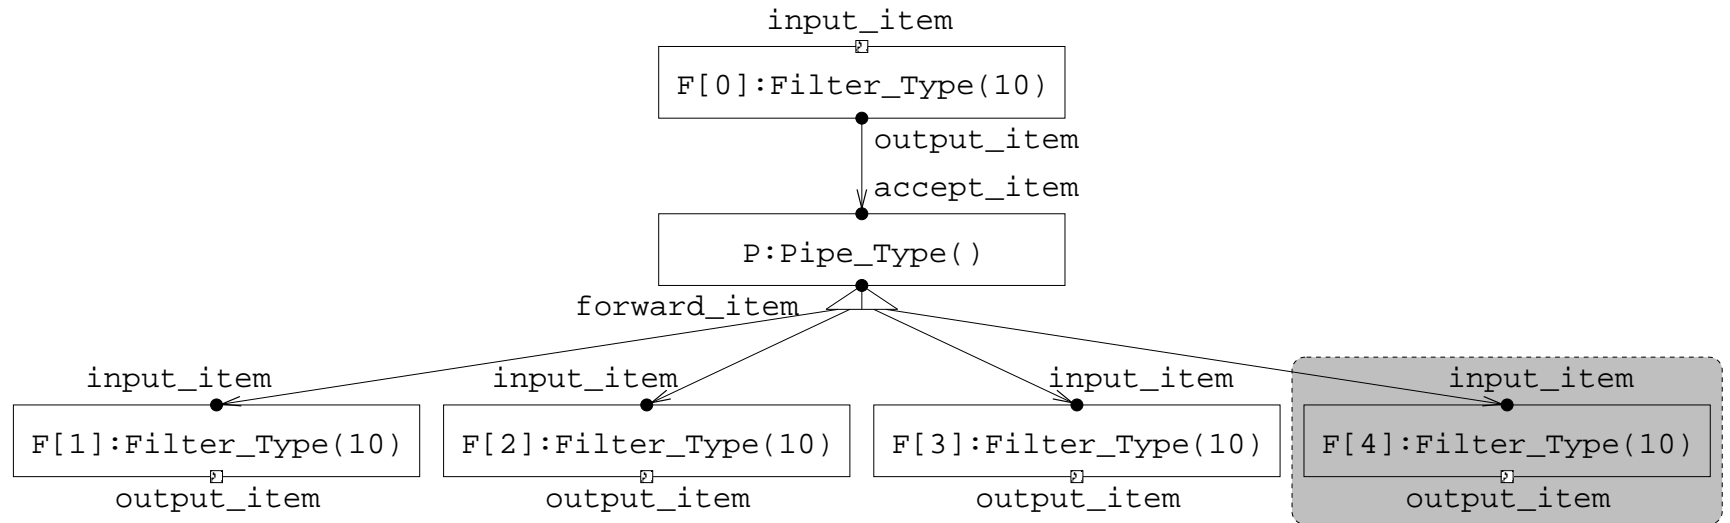 input_item
F[0]:Filter_Type(10)
output_item
accept_item
P:Pipe_Type()
forward_item
input_item input_item input_item input_item
F[1]:Filter_Type(10) F[2]:Filter_Type(10) F[3]:Filter_Type(10) F[4]:Filter_Type(10)
output_item output_item output_item output_item